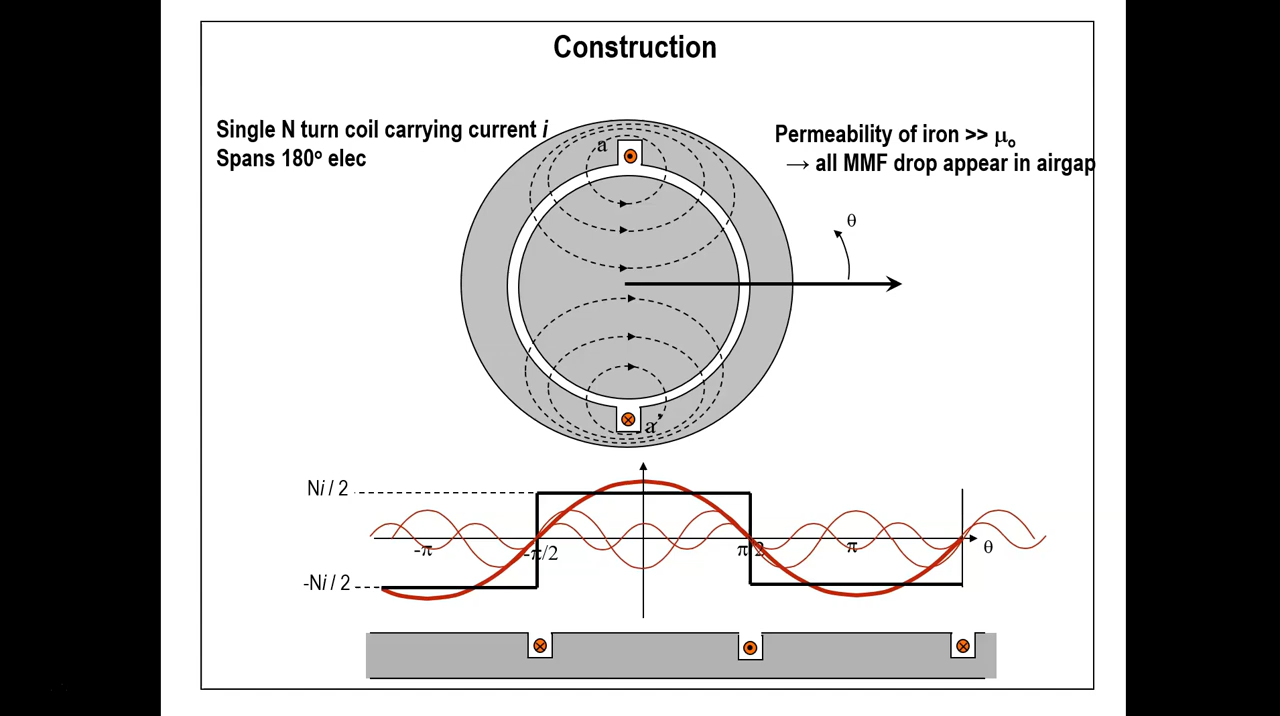 Construction
Single N turn coil carrying current i
Spans 180° elec
Permeability of iron >> μo
→ all MMF drop appear in airgap
a
θ
a'
Ni / 2
-π
-π/2
π/2
π
θ
-Ni / 2